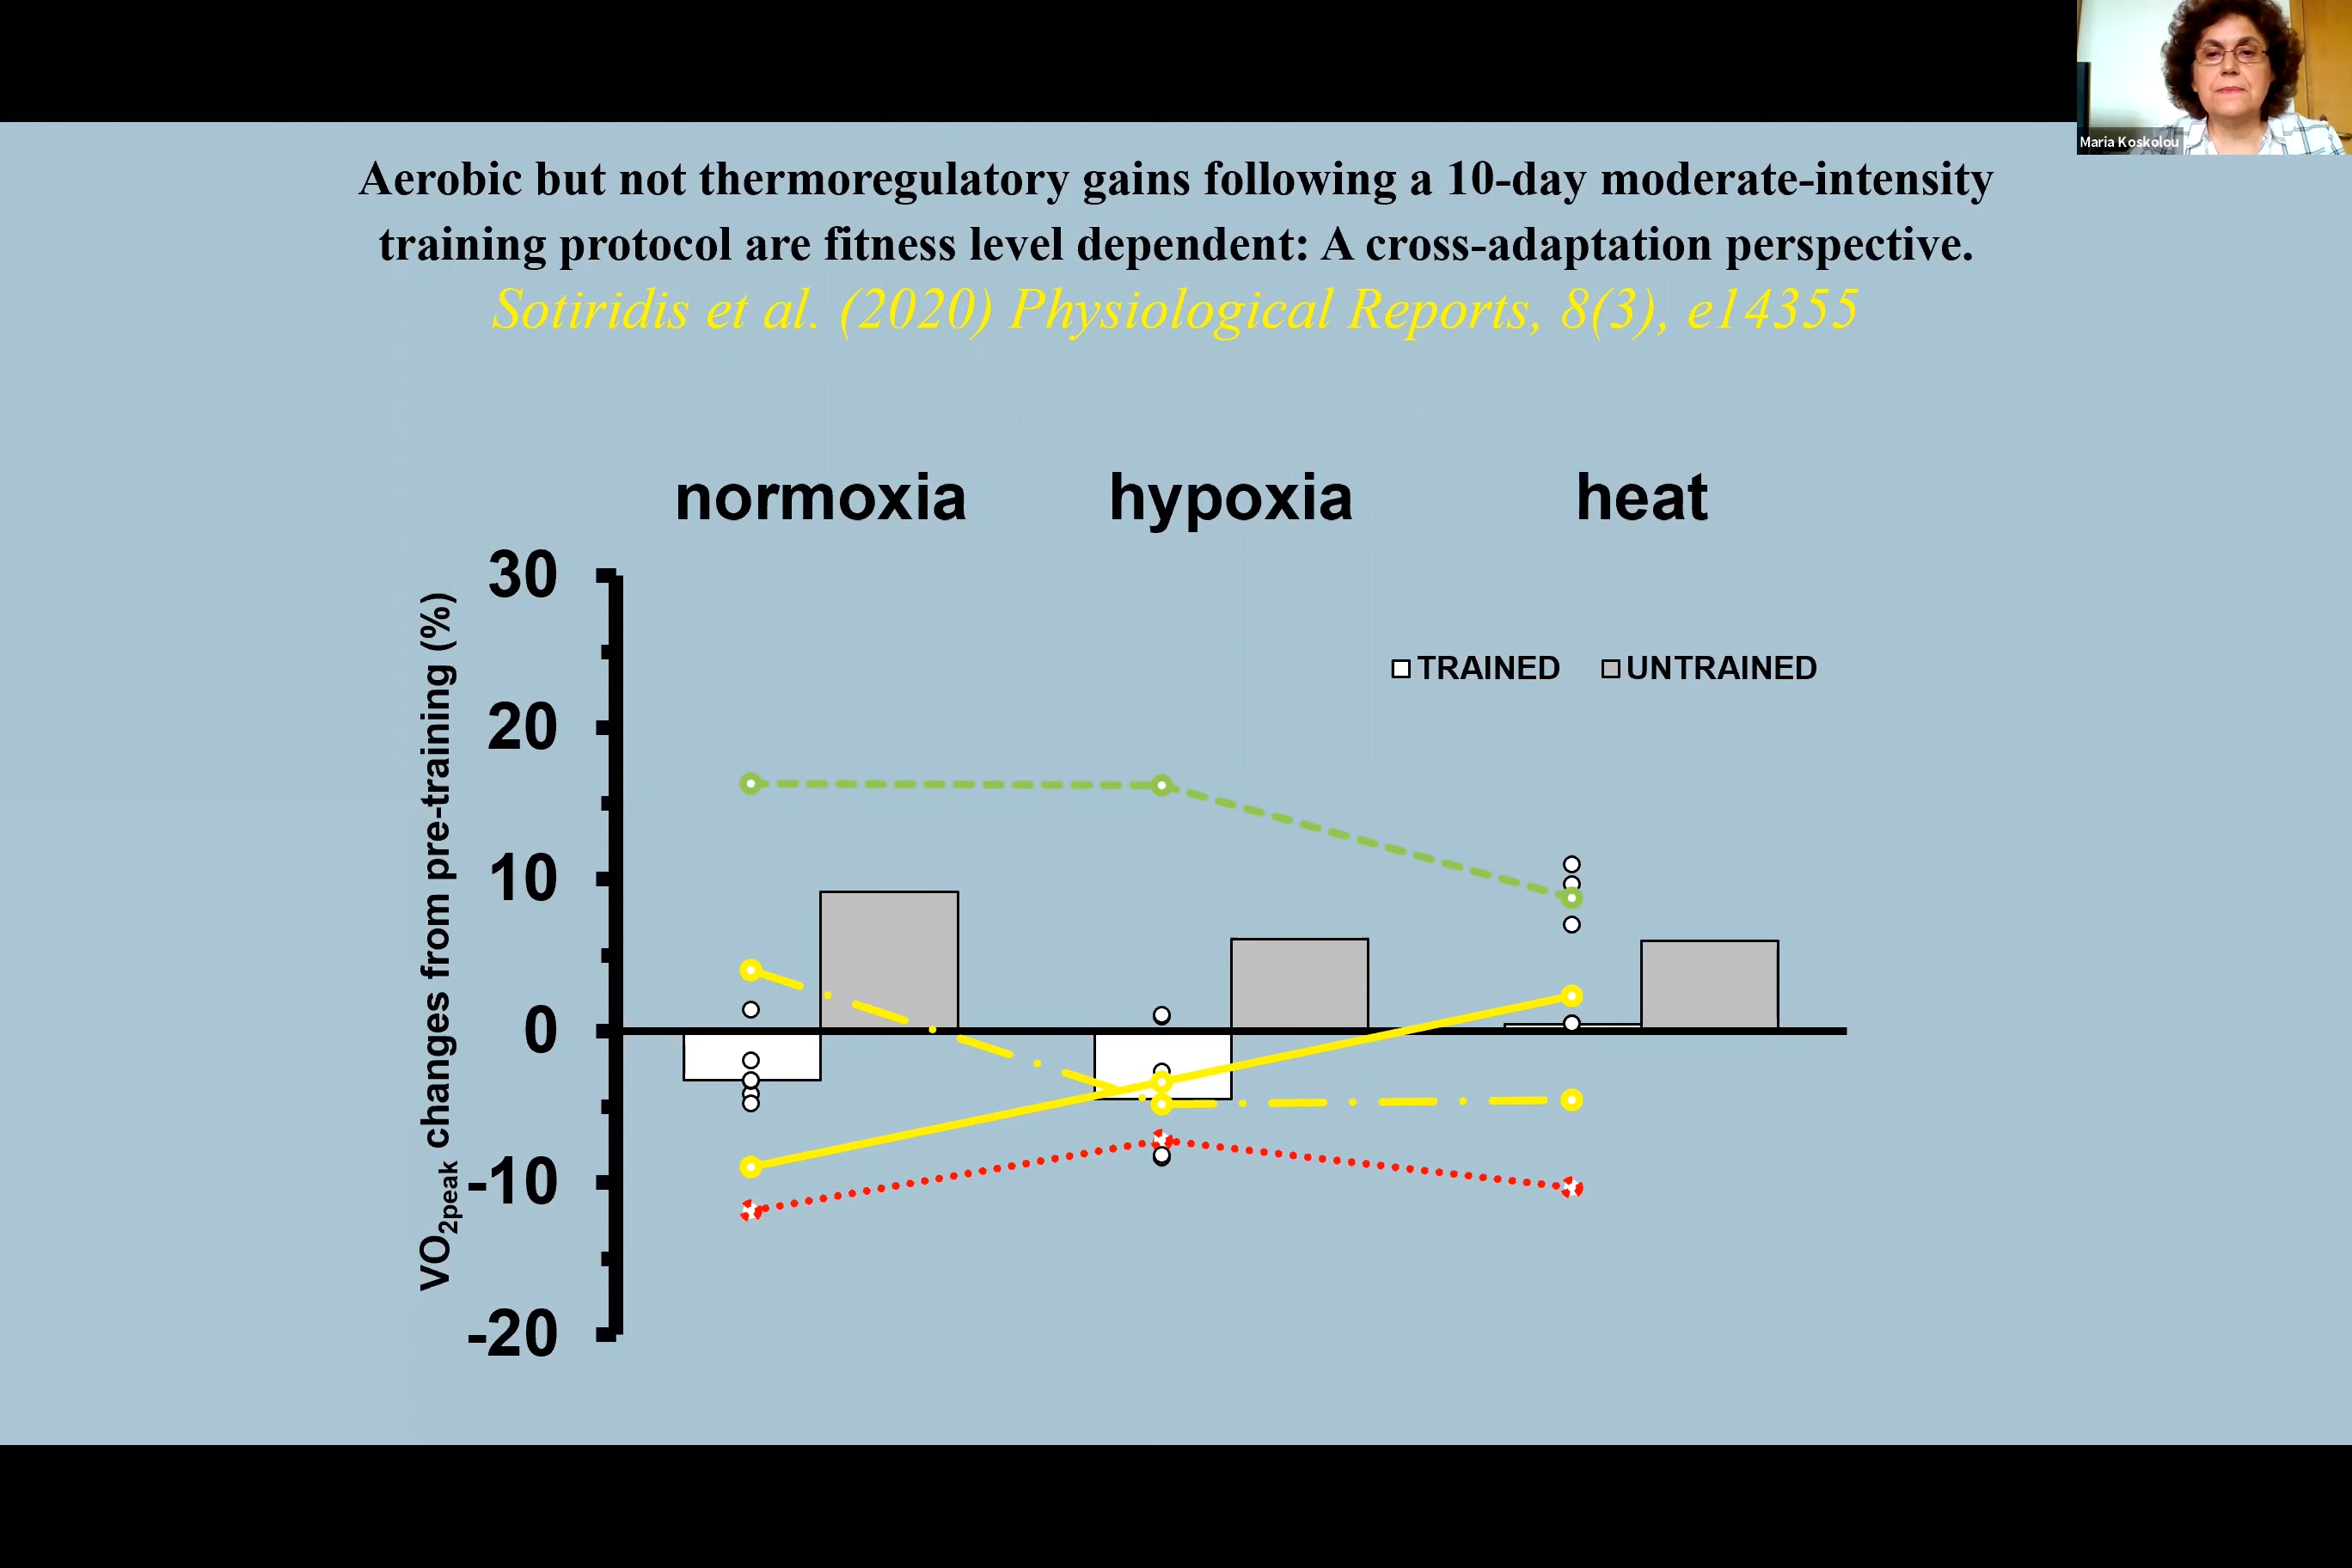 Maria Koskolou
Aerobic but not thermoregulatory gains following a 10-day moderate-intensity
training protocol are fitness level dependent: A cross-adaptation perspective.
Sotiridis et al. (2020) Physiological Reports, 8(3), e14355
normoxia hypoxia heat
VO2peak changes from pre-training (%)
30
TRAINED UNTRAINED
20
10
0
-10
-20